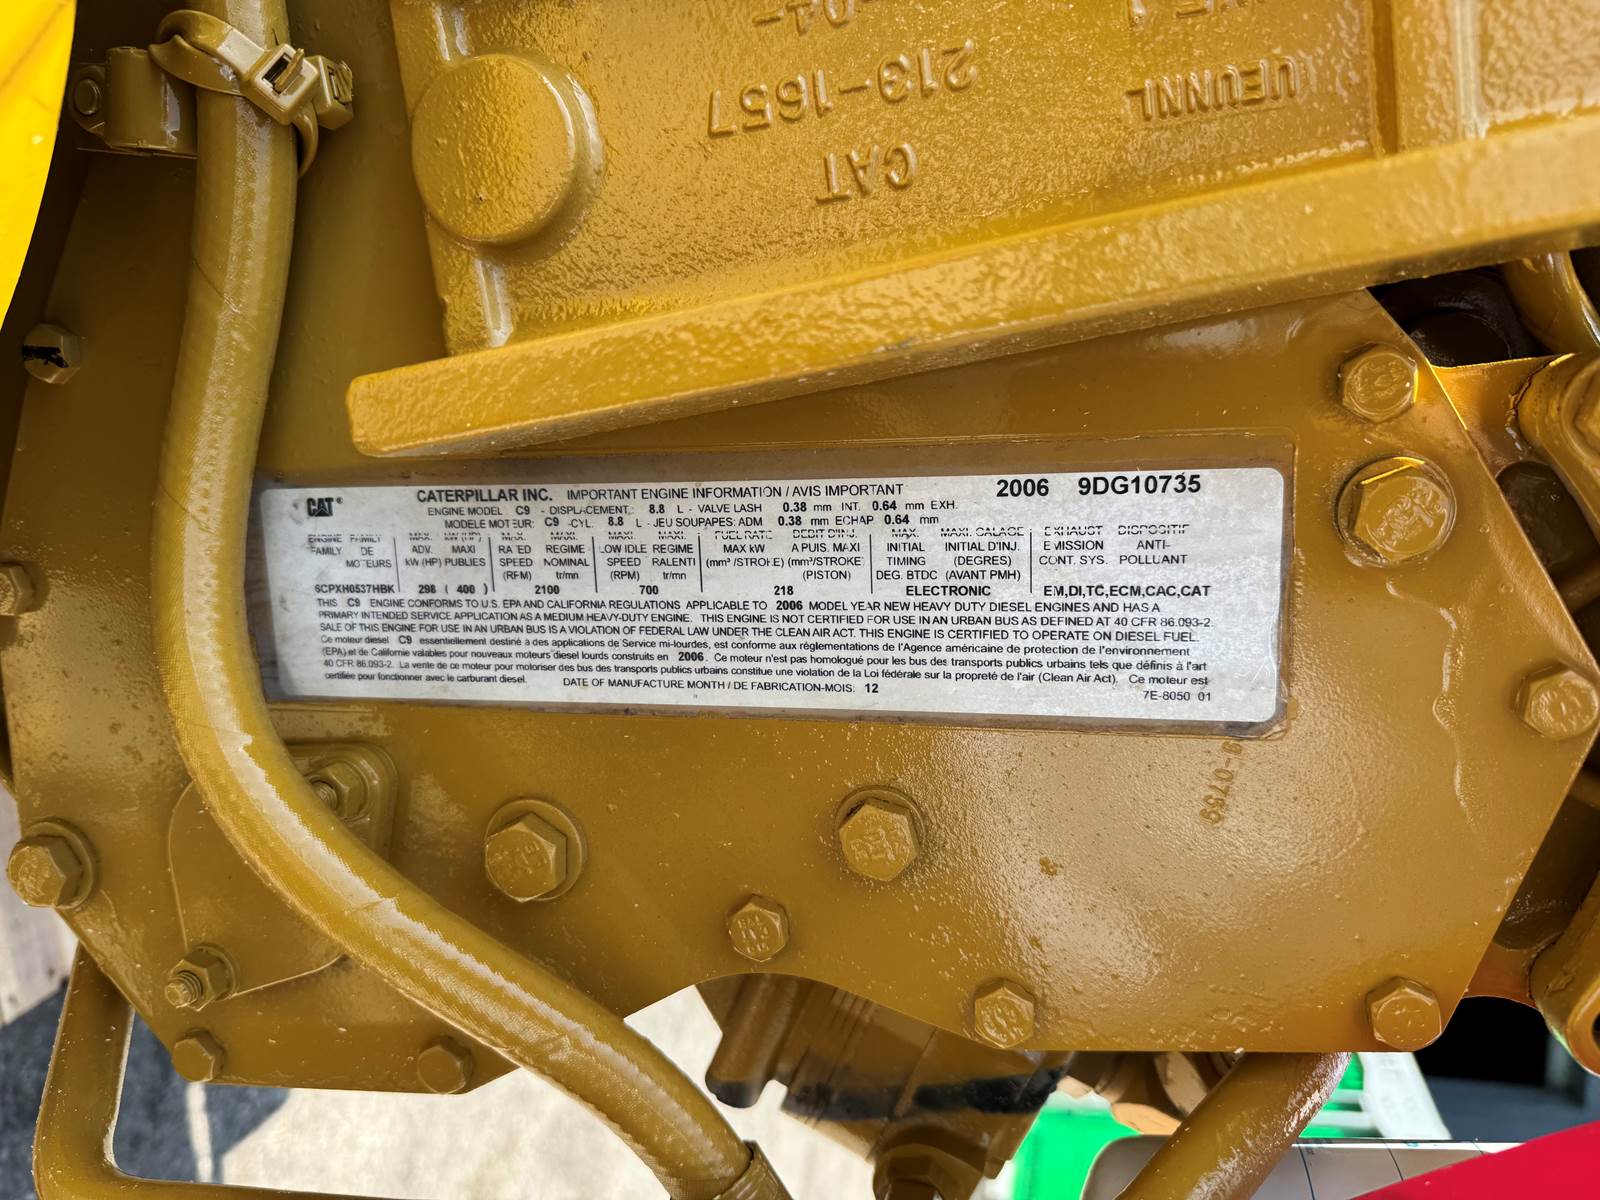 213-1657
CAT
CAT®
CATERPILLAR INC. IMPORTANT ENGINE INFORMATION / AVIS IMPORTANT 2006 9DG10735
ENGINE MODEL C9 - DISPLACEMENT: 8.8 L - VALVE LASH 0.38 mm INT. 0.64 mm EXH.
MODELE MOTEUR: C9 -CYL. 8.8 L - JEU SOUPAPES: ADM 0.38 mm ECHAP 0.64 mm
ENGINE FAMILY MAX. kW (HP) MAX. MAXI. MAXI. MAXI. FUEL RATE DEBIT D'INJ. MAX. MAXI. CALAGE EXHAUST DISPOSITIF
FAMILY DE ADV. MAXI RATED REGIME LOW IDLE REGIME MAX kW A PUIS. MAXI INITIAL INITIAL D'INJ. EMISSION ANTI-
MOTEURS kW (HP) PUBLIES SPEED NOMINAL SPEED RALENTI (mm³/STROKE) (mm³/STROKE) TIMING (DEGRES) CONT. SYS. POLLUANT
(RPM) tr/mn (RPM) tr/mn (PISTON) DEG. BTDC (AVANT PMH)
6CPXH0537HBK 298 ( 400 ) 2100 700 218 ELECTRONIC EM,DI,TC,ECM,CAC,CAT
THIS C9 ENGINE CONFORMS TO U.S. EPA AND CALIFORNIA REGULATIONS APPLICABLE TO 2006 MODEL YEAR NEW HEAVY DUTY DIESEL ENGINES AND HAS A
PRIMARY INTENDED SERVICE APPLICATION AS A MEDIUM HEAVY-DUTY ENGINE. THIS ENGINE IS NOT CERTIFIED FOR USE IN AN URBAN BUS AS DEFINED AT 40 CFR 86.093-2.
SALE OF THIS ENGINE FOR USE IN AN URBAN BUS IS A VIOLATION OF FEDERAL LAW UNDER THE CLEAN AIR ACT. THIS ENGINE IS CERTIFIED TO OPERATE ON DIESEL FUEL.
Ce moteur diesel C9 essentiellement destiné à des applications de Service mi-lourdes, est conforme aux réglementations de l'Agence américaine de protection de l'environnement
(EPA) et de Californie valables pour nouveaux moteurs diesel lourds construits en 2006. Ce moteur n'est pas homologué pour les bus des transports publics urbains tels que définis à l'art
40 CFR 86.093-2. La vente de ce moteur pour motoriser des bus des transports publics urbains constitue une violation de la Loi fédérale sur la propreté de l'air (Clean Air Act). Ce moteur est
certifiée pour fonctionner avec le carburant diesel. DATE OF MANUFACTURE MONTH / DE FABRICATION-MOIS: 12 7E-8050 01